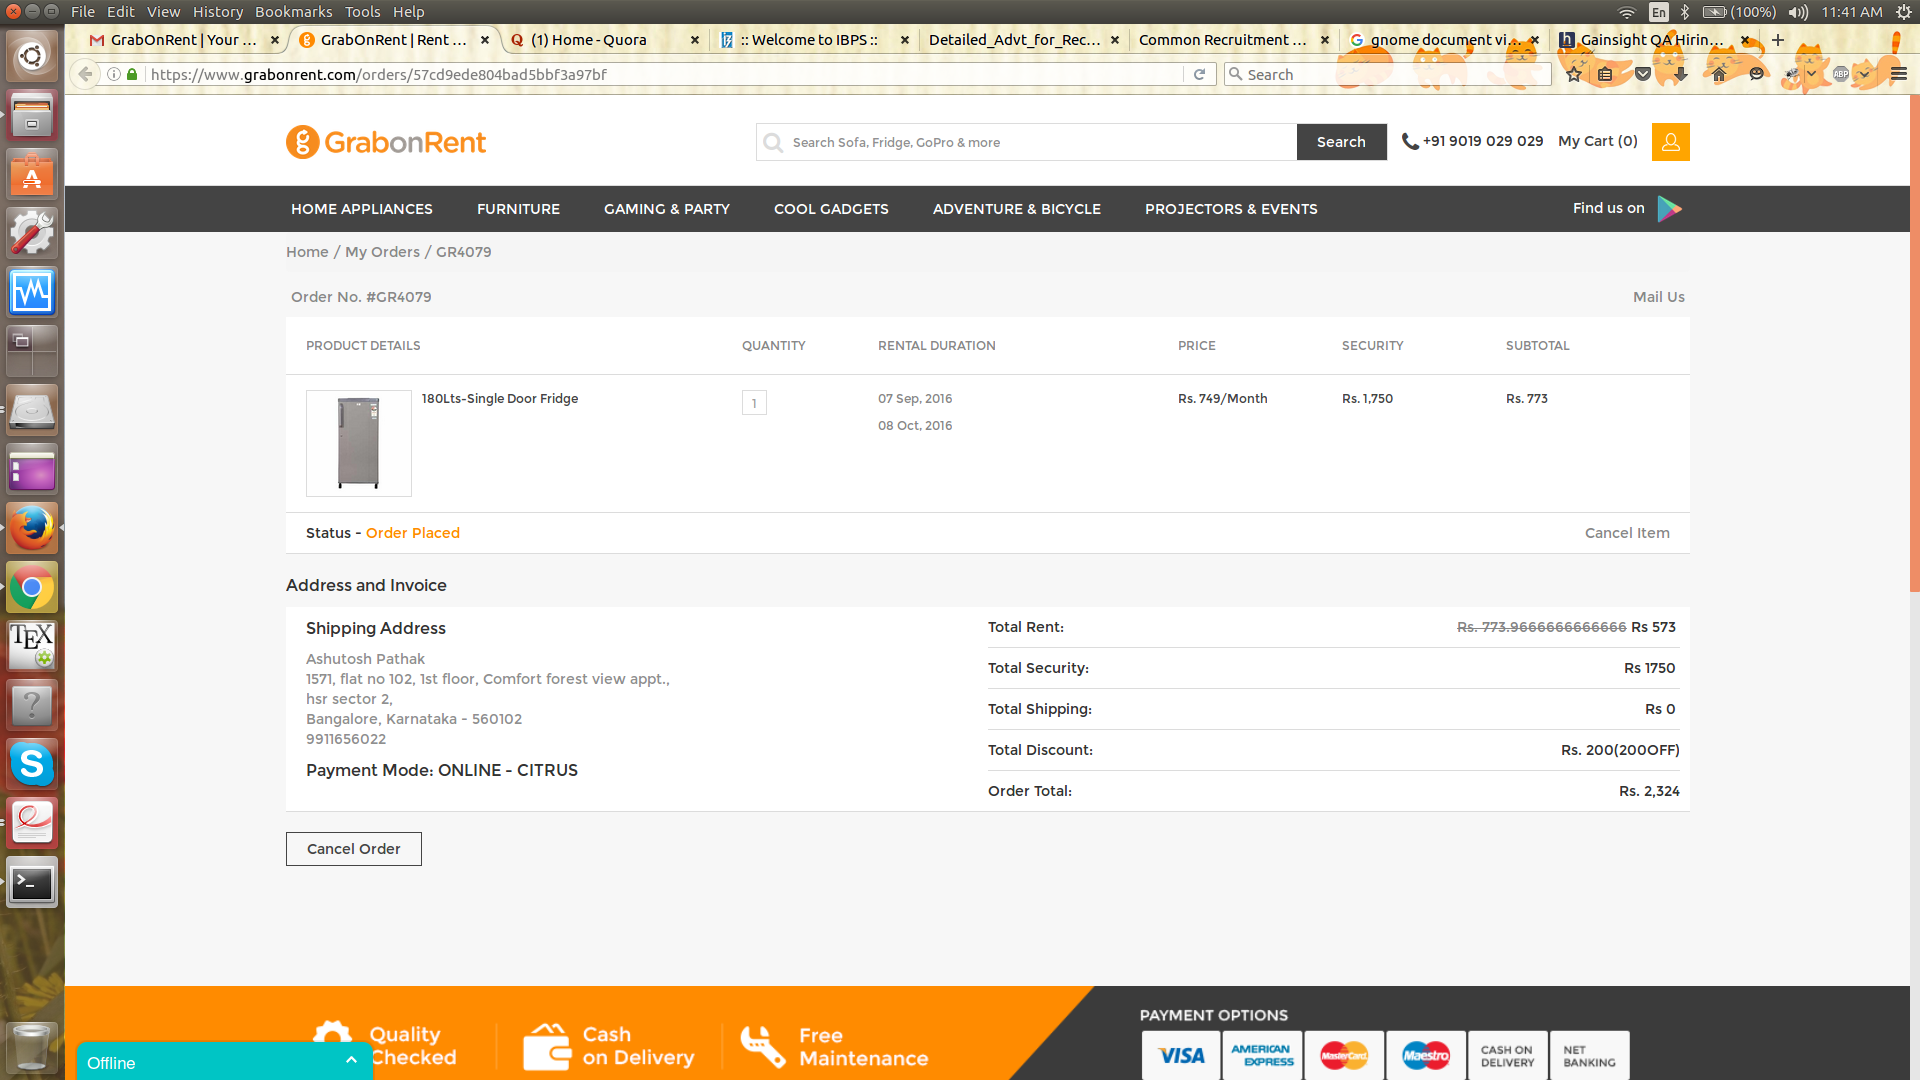 File Edit View History Bookmarks Tools Help
En (100%) 11:41 AM
GrabOnRent | Your ... GrabOnRent | Rent ... (1) Home - Quora :: Welcome to IBPS :: Detailed_Advt_for_Rec... Common Recruitment ... gnome document vi... Gainsight QA Hirin...
https://www.grabonrent.com/orders/57cd9ede804bad5bbf3a97bf
Search
ABP
GrabonRent
Search Sofa, Fridge, GoPro & more
Search
+91 9019 029 029 My Cart (0)
HOME APPLIANCES FURNITURE GAMING & PARTY COOL GADGETS ADVENTURE & BICYCLE PROJECTORS & EVENTS Find us on
Home / My Orders / GR4079
Order No. #GR4079 Mail Us
PRODUCT DETAILS QUANTITY RENTAL DURATION PRICE SECURITY SUBTOTAL
180Lts-Single Door Fridge 1 07 Sep, 2016 Rs. 749/Month Rs. 1,750 Rs. 773
08 Oct, 2016
Status - Order Placed Cancel Item
Address and Invoice
Shipping Address
Ashutosh Pathak
1571, flat no 102, 1st floor, Comfort forest view appt.,
hsr sector 2,
Bangalore, Karnataka - 560102
9911656022
Payment Mode: ONLINE - CITRUS
Total Rent: Rs. 773.9666666666666 Rs 573
Total Security: Rs 1750
Total Shipping: Rs 0
Total Discount: Rs. 200(200OFF)
Order Total: Rs. 2,324
Cancel Order
Quality
Checked
Cash
on Delivery
Free
Maintenance
PAYMENT OPTIONS
VISA
AMERICAN
EXPRESS
MasterCard
Maestro
CASH ON
DELIVERY
NET
BANKING
Offline
TEX